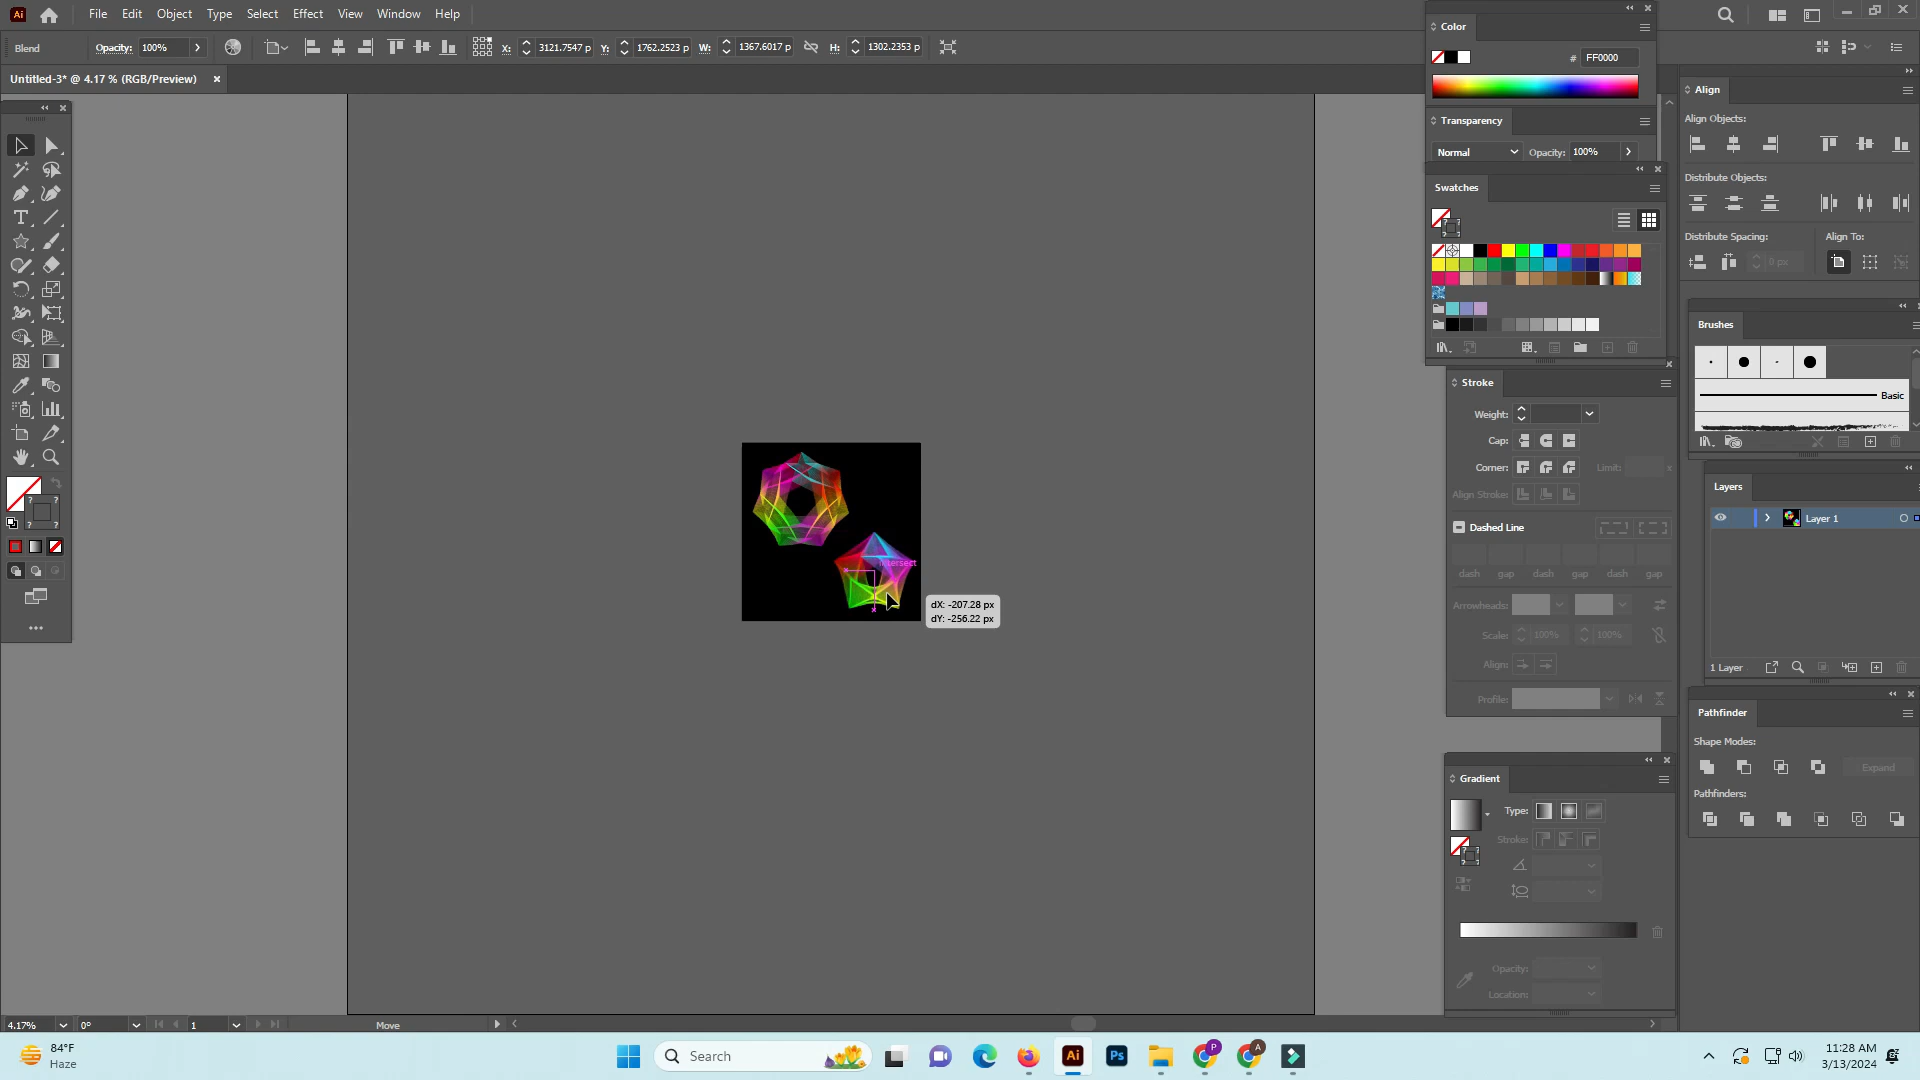 Ai File Edit Object Type Select Effect View Window Help
Blend Opacity: 100% X: 3121.7547 p Y: 1762.2523 p W: 1367.6017 p H: 1302.2353 p
Untitled-3* @ 4.17 % (RGB/Preview)
Color
# FF0000
Transparency
Normal Opacity: 100%
Swatches
Stroke
Weight:
Cap:
Corner: Limit: x
Align Stroke:
Dashed Line
dash gap dash gap dash gap
Arrowheads:
Scale: 100% 100%
Align:
Profile:
Gradient
Type:
Stroke:
Opacity:
Location:
Align
Align Objects:
Distribute Objects:
Distribute Spacing: Align To:
0 px
Brushes
Basic
Layers
Layer 1
1 Layer
Pathfinder
Shape Modes:
Expand
Pathfinders:
intersect
dX: -207.28 px
dY: -256.22 px
4.17% 0° 1 Move
84°F
Haze
Search
Ai Ps P A
11:28 AM
3/13/2024